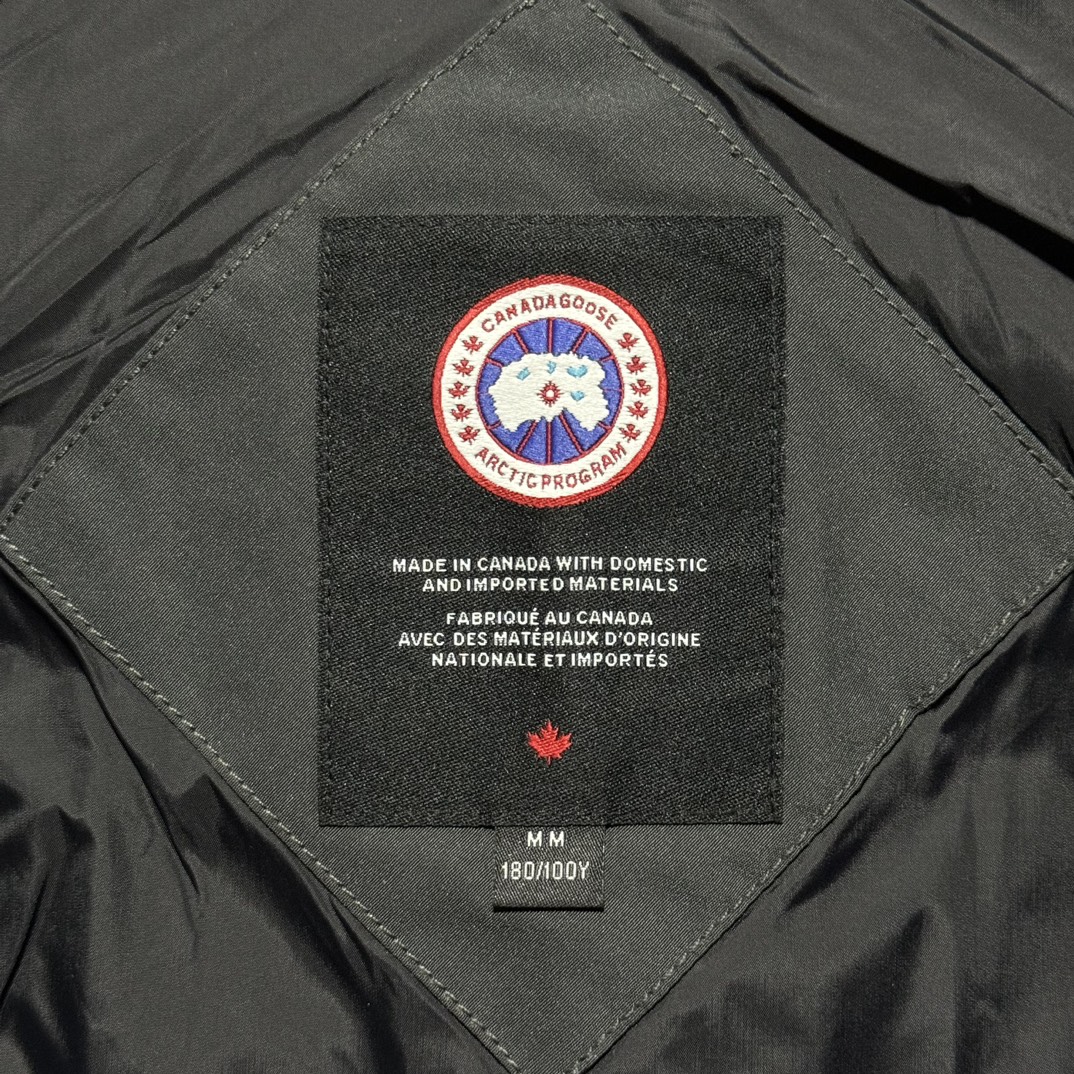 CANADA GOOSE
ARCTIC PROGRAM
MADE IN CANADA WITH DOMESTIC
AND IMPORTED MATERIALS
FABRIQUÉ AU CANADA
AVEC DES MATÉRIAUX D'ORIGINE
NATIONALE ET IMPORTÉS
M M
180/100Y